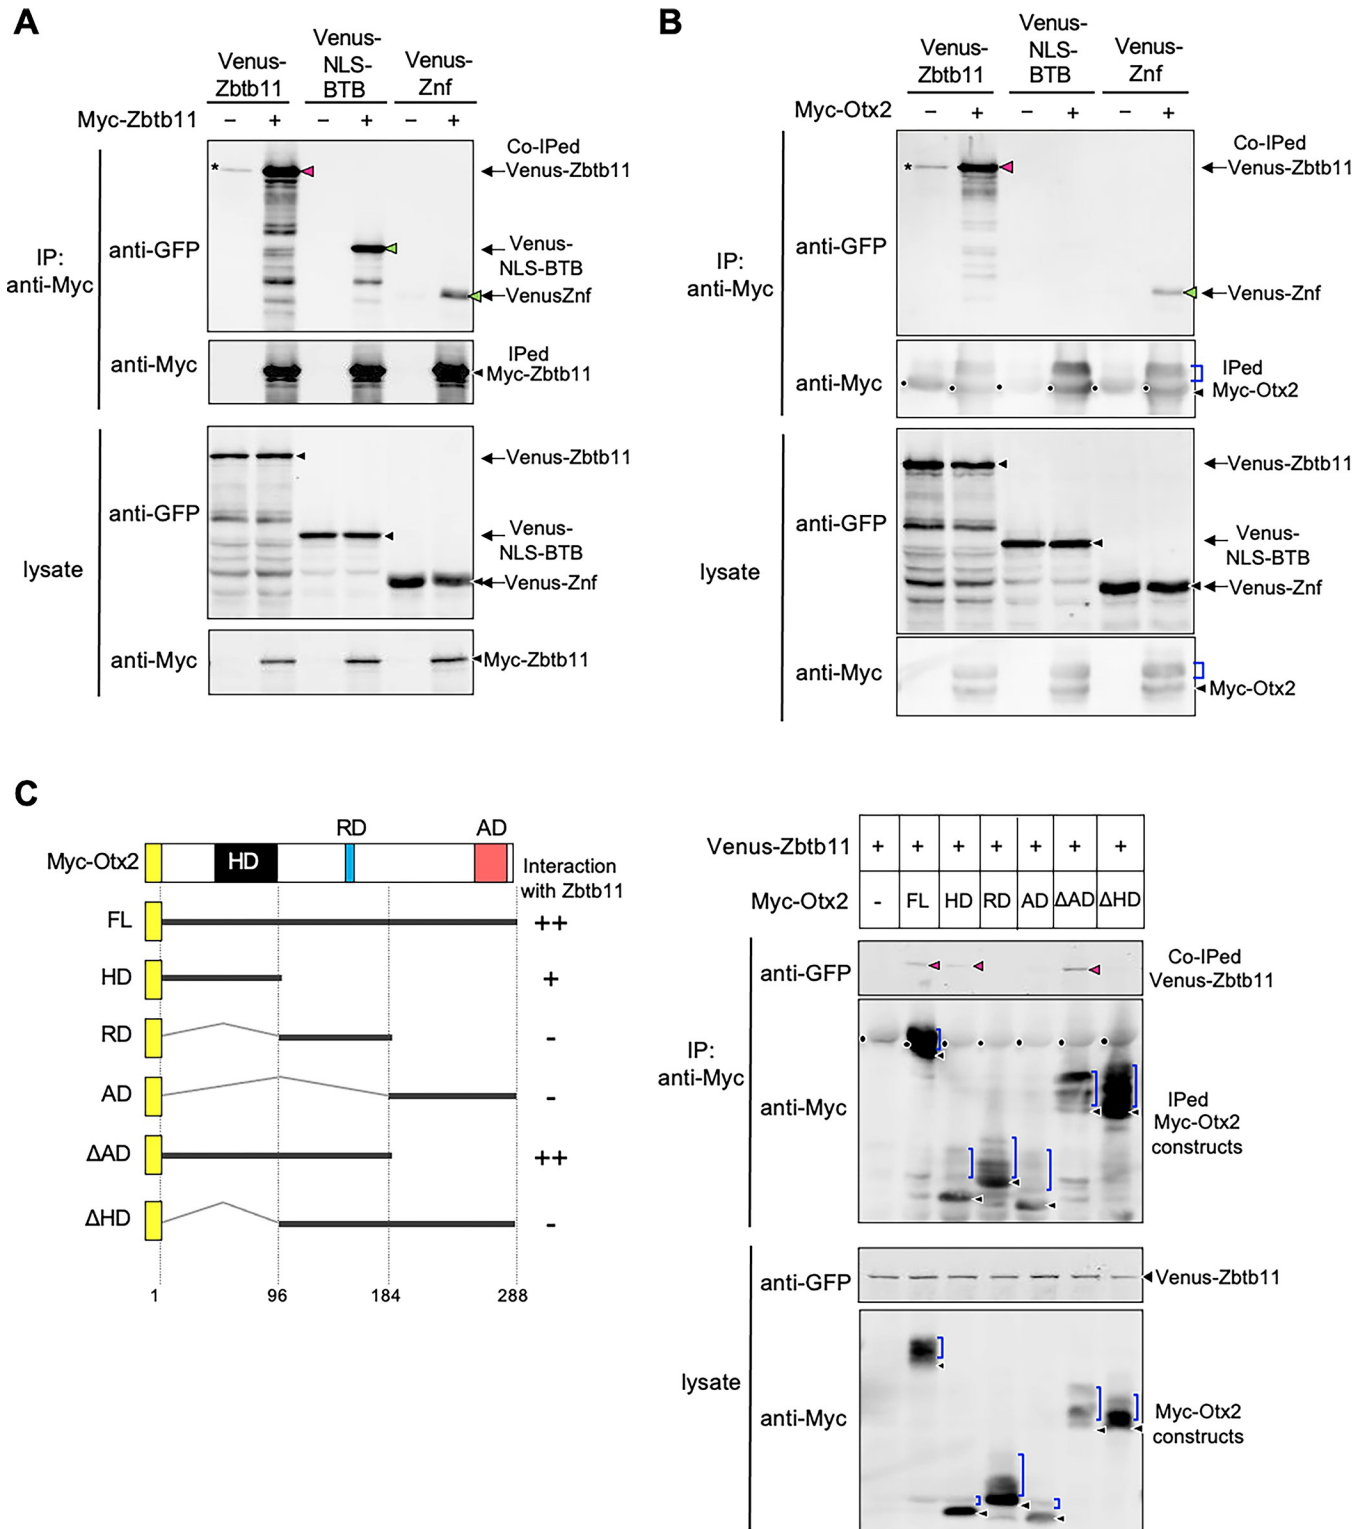 A
Venus-
Zbtb11
Venus-
NLS-
BTB
Venus-
Znf
Myc-Zbtb11
− + − + − +
IP:
anti-Myc
anti-GFP
*
Co-IPed
Venus-Zbtb11
Venus-
NLS-BTB
VenusZnf
anti-Myc
IPed
Myc-Zbtb11
lysate
anti-GFP
Venus-Zbtb11
Venus-
NLS-BTB
Venus-Znf
anti-Myc
Myc-Zbtb11
B
Venus-
Zbtb11
Venus-
NLS-
BTB
Venus-
Znf
Myc-Otx2
− + − + − +
IP:
anti-Myc
anti-GFP
*
Co-IPed
Venus-Zbtb11
Venus-Znf
anti-Myc
IPed
Myc-Otx2
lysate
anti-GFP
Venus-Zbtb11
Venus-
NLS-BTB
Venus-Znf
anti-Myc
Myc-Otx2
C
RD AD
Myc-Otx2 HD
Interaction
with Zbtb11
FL ++
HD +
RD -
AD -
ΔAD ++
ΔHD -
1 96 184 288
Venus-Zbtb11 + + + + + + +
Myc-Otx2 - FL HD RD AD ΔAD ΔHD
IP:
anti-Myc
anti-GFP
Co-IPed
Venus-Zbtb11
anti-Myc
IPed
Myc-Otx2
constructs
lysate
anti-GFP
Venus-Zbtb11
anti-Myc
Myc-Otx2
constructs